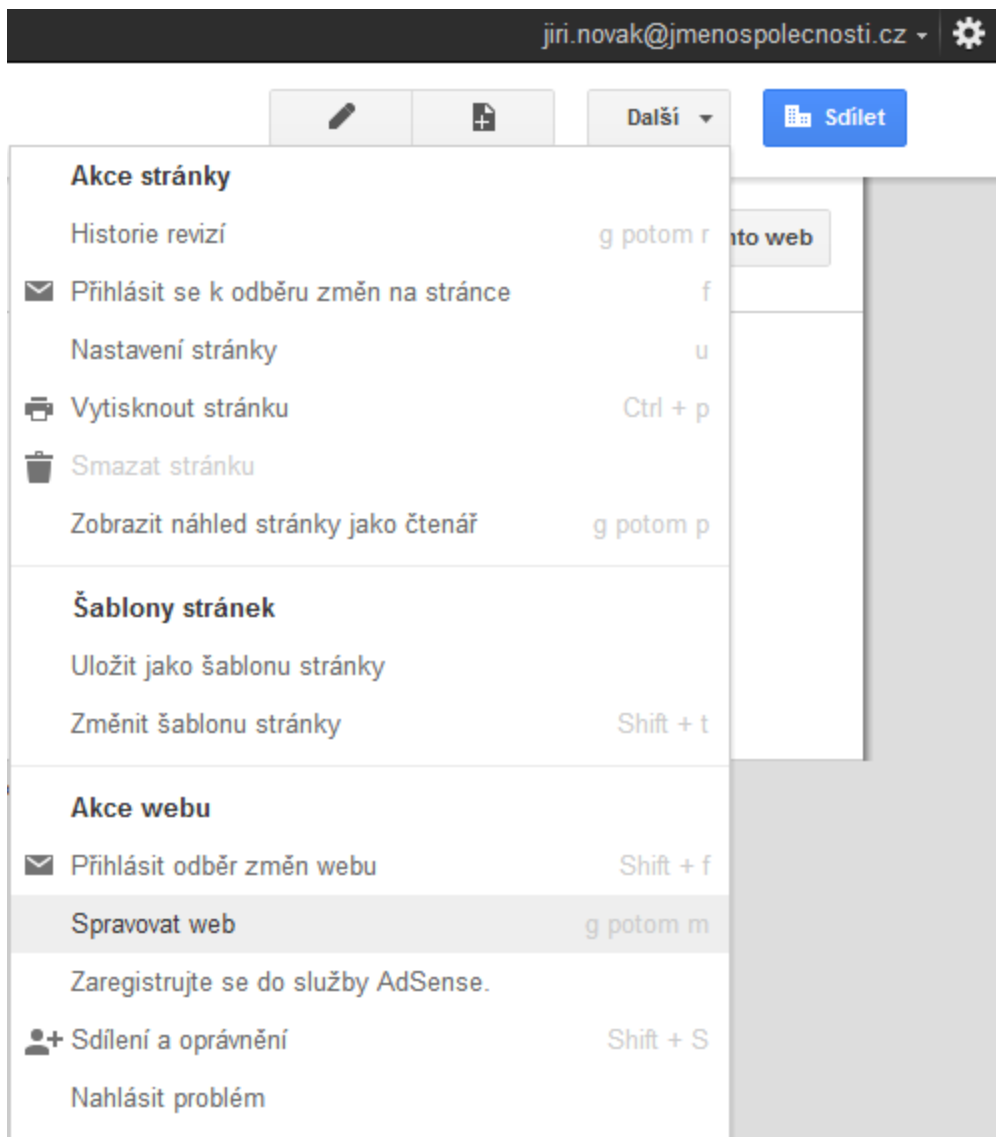 jiri.novak@jmenospolecnosti.cz
Další
Sdílet
Akce stránky
Historie revizí g potom r
nto web
Přihlásit se k odběru změn na stránce f
Nastavení stránky u
Vytisknout stránku Ctrl + p
Smazat stránku
Zobrazit náhled stránky jako čtenář g potom p
Šablony stránek
Uložit jako šablonu stránky
Změnit šablonu stránky Shift + t
Akce webu
Přihlásit odběr změn webu Shift + f
Spravovat web g potom m
Zaregistrujte se do služby AdSense.
Sdílení a oprávnění Shift + S
Nahlásit problém